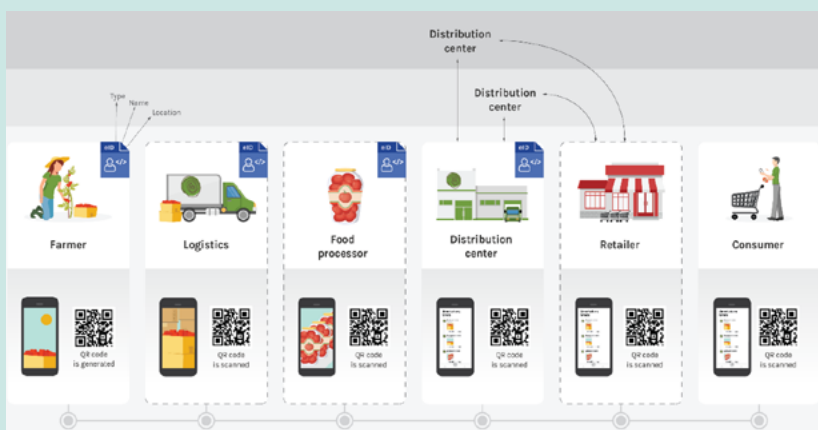 Distribution
center
Distribution
center
Type
Name
Location
eID
eID
eID
eID
Farmer
Logistics
Food
processor
Distribution
center
Retailer
Consumer
QR code
is generated
QR code
is scanned
QR code
is scanned
QR code
is scanned
QR code
is scanned
QR code
is scanned